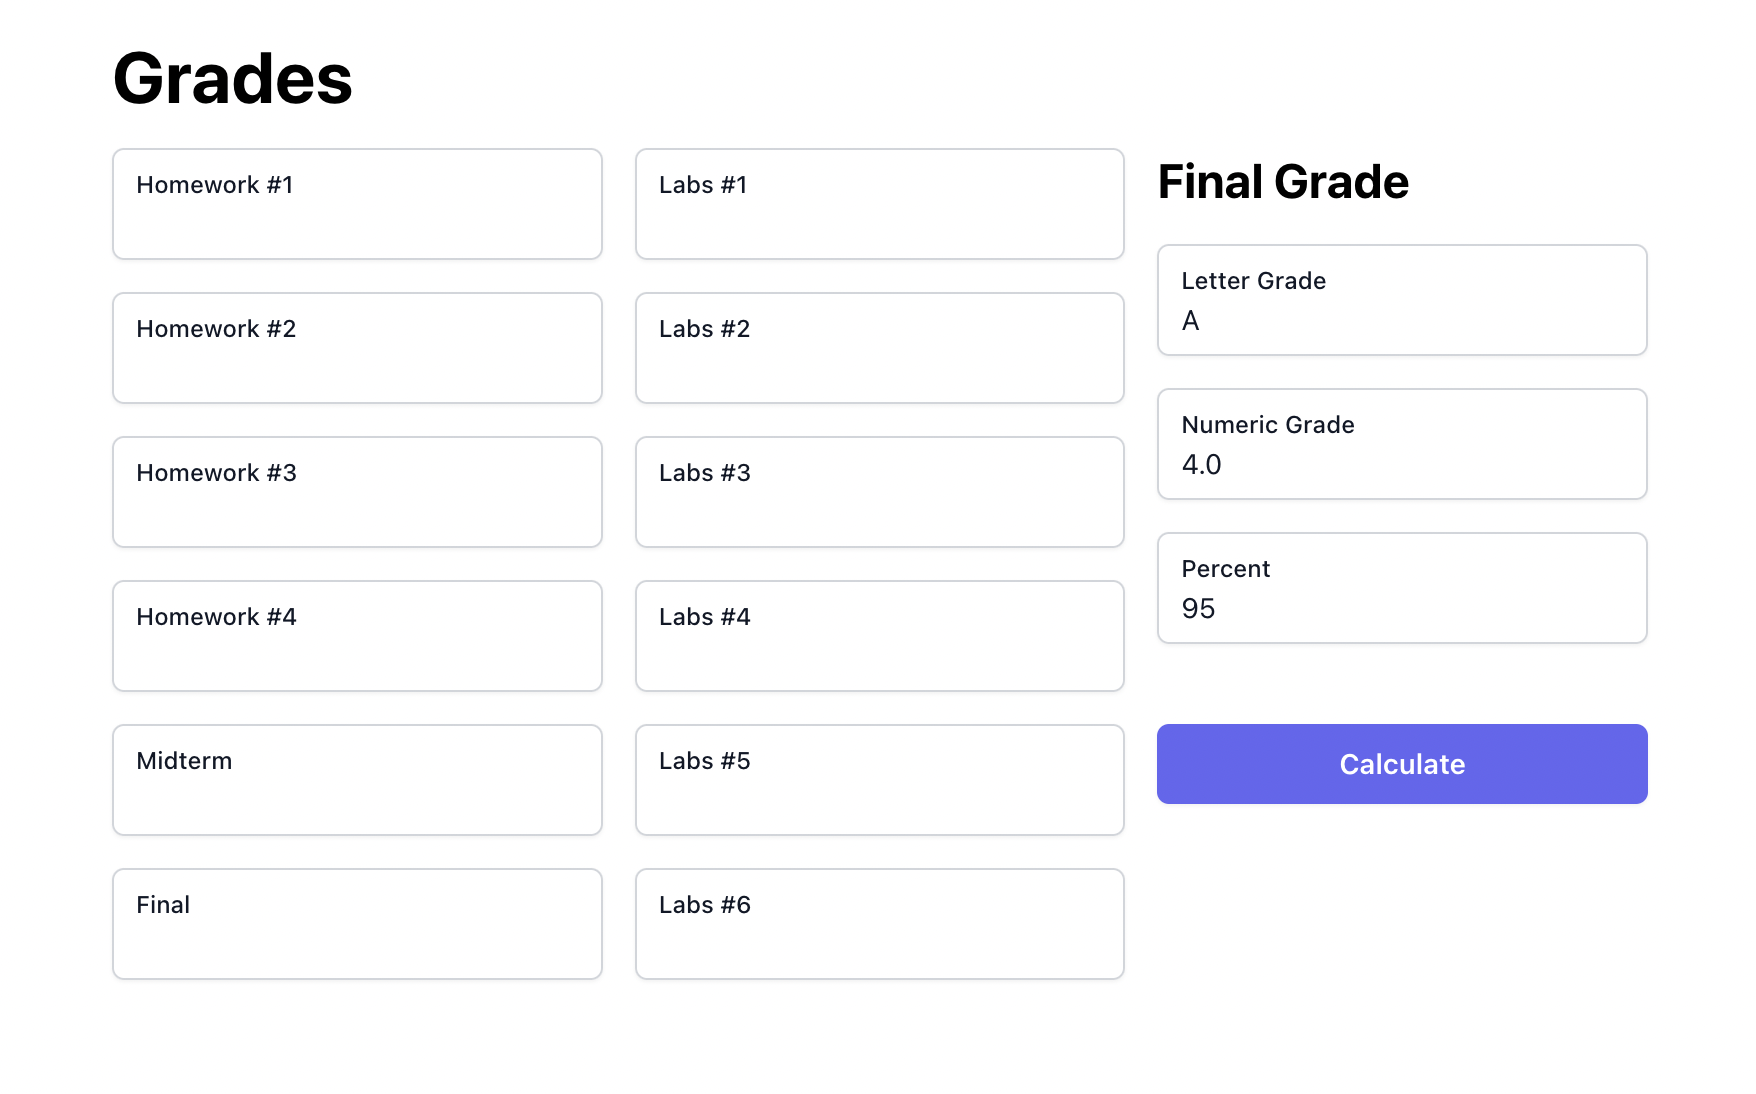 Grades
Homework #1
Homework #2
Homework #3
Homework #4
Midterm
Final
Labs #1
Labs #2
Labs #3
Labs #4
Labs #5
Labs #6
Final Grade
Letter Grade
A
Numeric Grade
4.0
Percent
95
Calculate